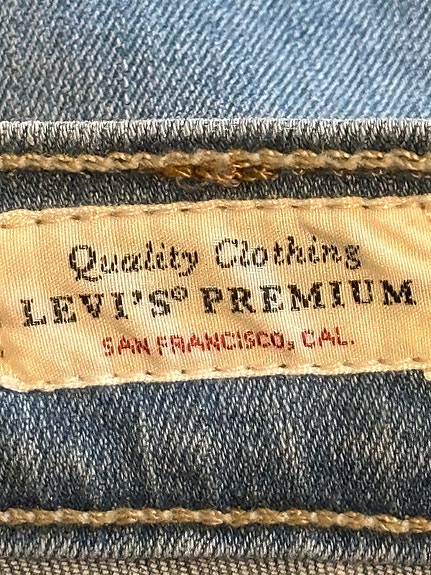 Quality Clothing
LEVI'S® PREMIUM
SAN FRANCISCO, CAL.